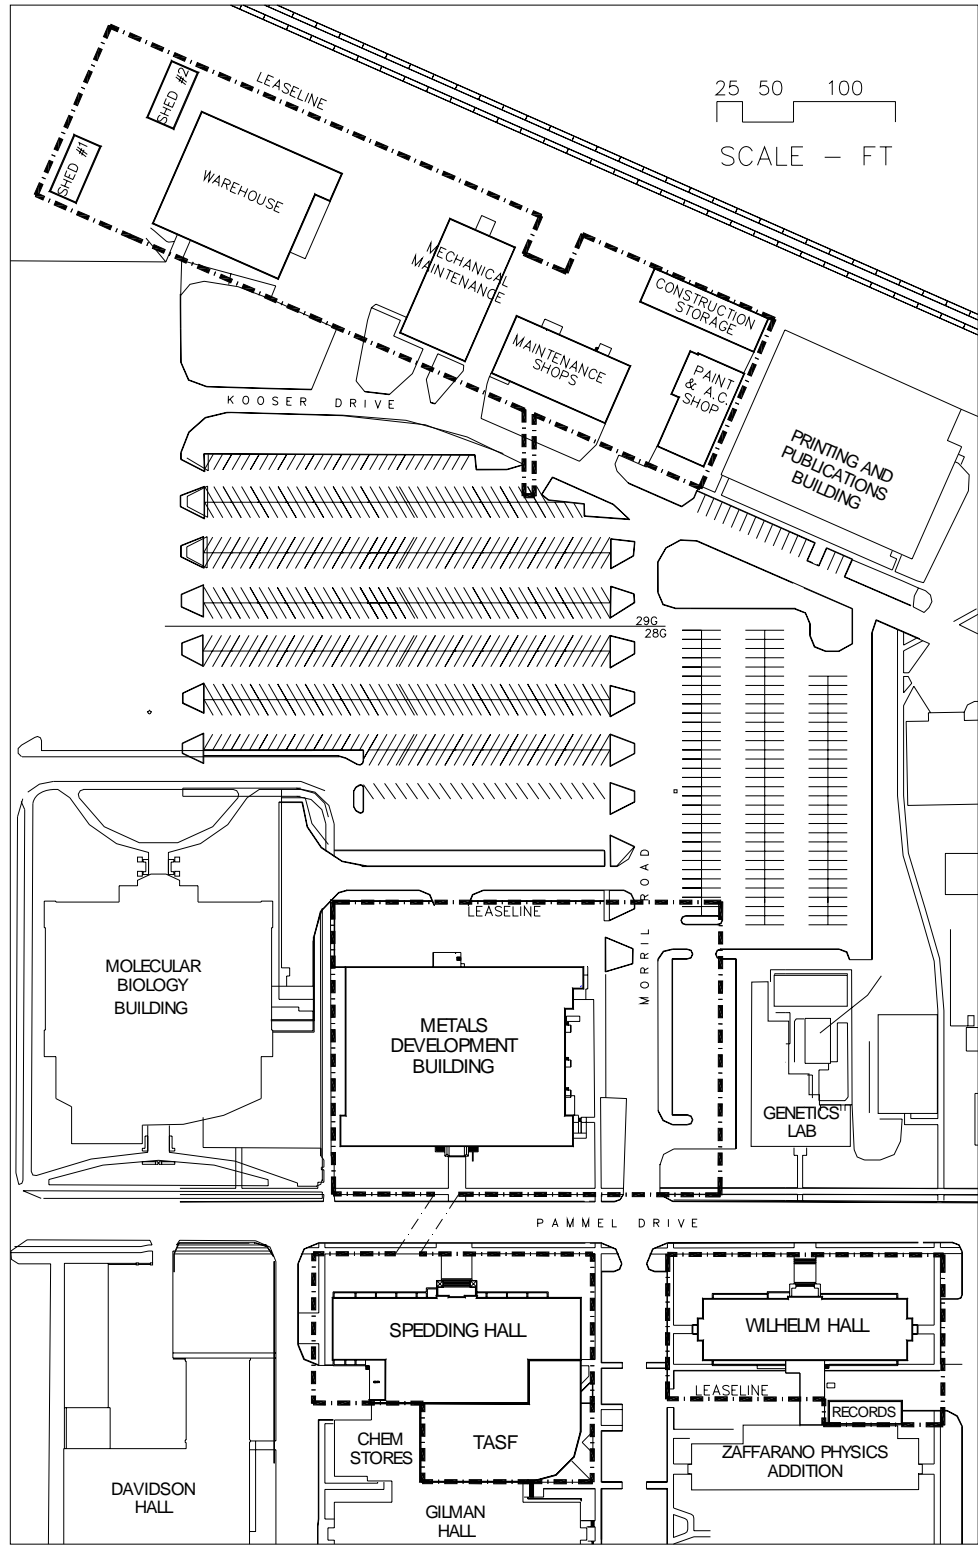 25 50 100
SCALE - FT
LEASELINE
SHED #2
SHED #1
WAREHOUSE
MECHANICAL
MAINTENANCE
CONSTRUCTION
STORAGE
MAINTENANCE
SHOPS
PAINT
& A.C.
SHOP
KOOSER DRIVE
PRINTING AND
PUBLICATIONS
BUILDING
29G
28G
MORRIL ROAD
LEASELINE
MOLECULAR
BIOLOGY
BUILDING
METALS
DEVELOPMENT
BUILDING
GENETICS
LAB
PAMMEL DRIVE
SPEDDING HALL
WILHELM HALL
LEASELINE
RECORDS
CHEM
STORES
TASF
ZAFFARANO PHYSICS
ADDITION
DAVIDSON
HALL
GILMAN
HALL